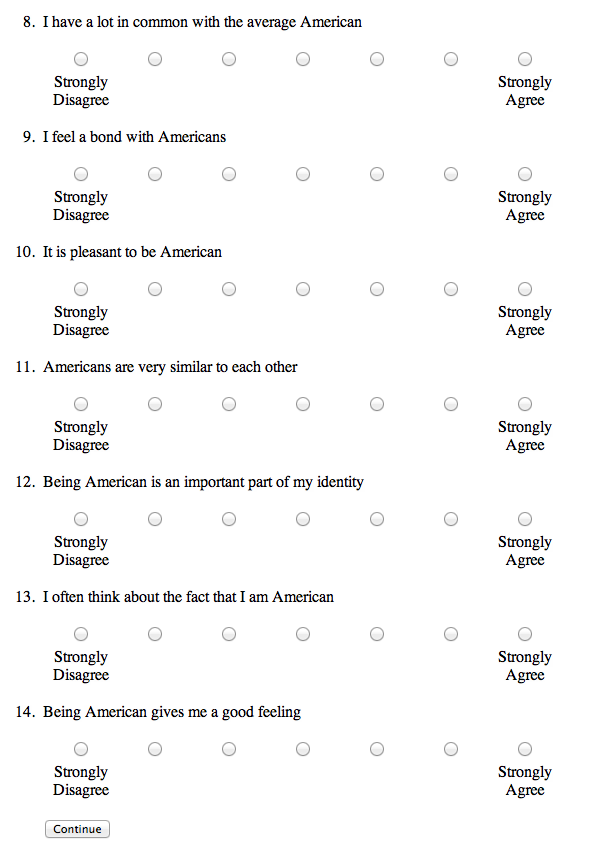 8. I have a lot in common with the average American
Strongly Disagree Strongly Agree
9. I feel a bond with Americans
Strongly Disagree Strongly Agree
10. It is pleasant to be American
Strongly Disagree Strongly Agree
11. Americans are very similar to each other
Strongly Disagree Strongly Agree
12. Being American is an important part of my identity
Strongly Disagree Strongly Agree
13. I often think about the fact that I am American
Strongly Disagree Strongly Agree
14. Being American gives me a good feeling
Strongly Disagree Strongly Agree
Continue